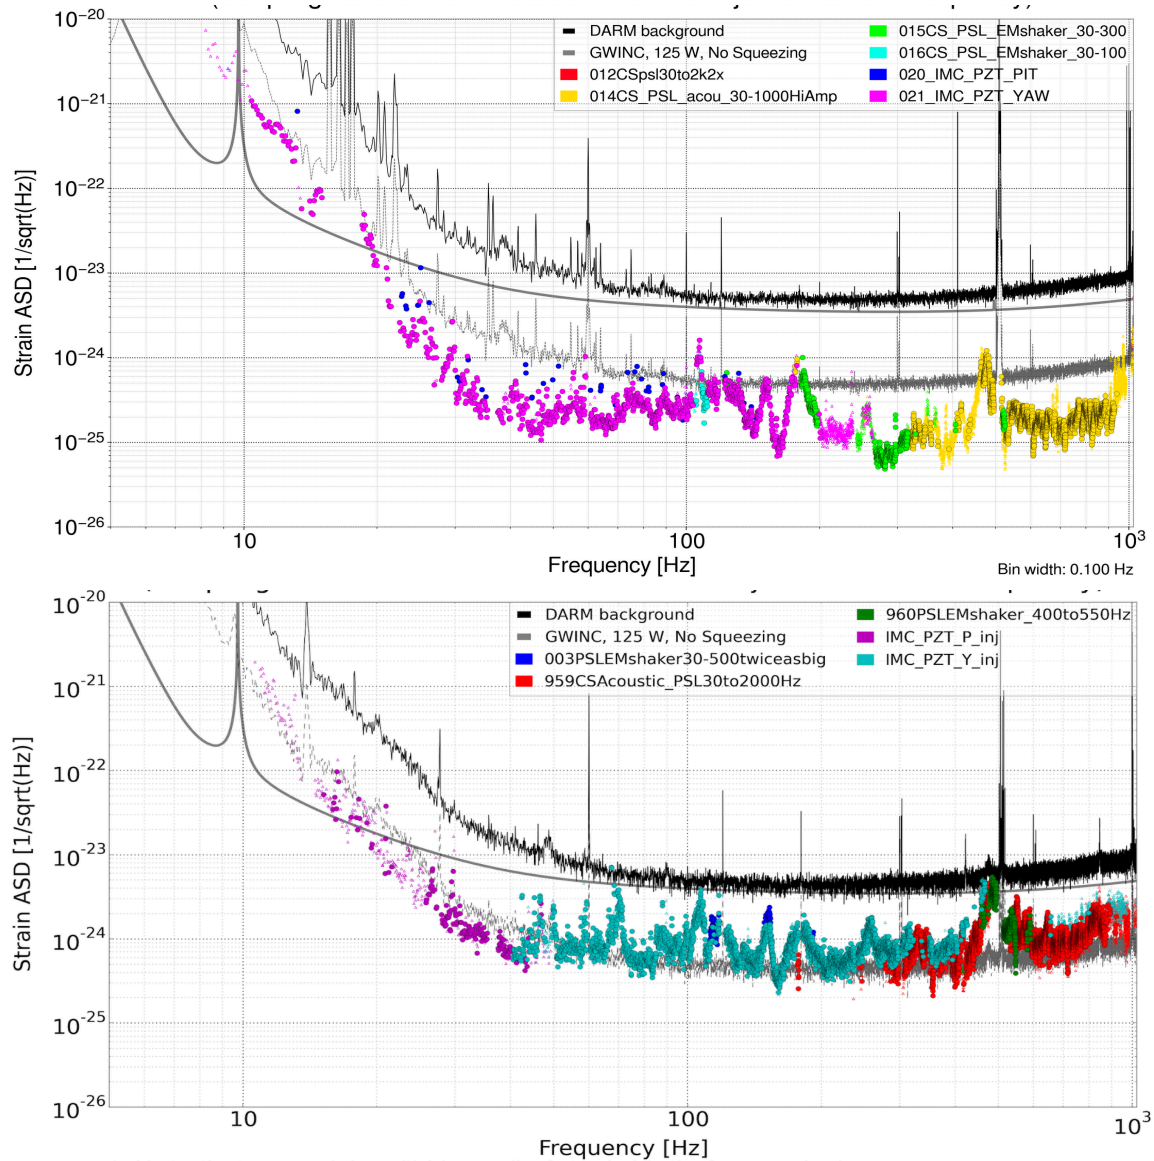 10−20
10−21
10−22
10−23
10−24
10−25
10−26
Strain ASD [1/sqrt(Hz)]
DARM background
GWINC, 125 W, No Squeezing
012CSpsl30to2k2x
014CS_PSL_acou_30-1000HiAmp
015CS_PSL_EMshaker_30-300
016CS_PSL_EMshaker_30-100
020_IMC_PZT_PIT
021_IMC_PZT_YAW
10 100 10³
Frequency [Hz]
Bin width: 0.100 Hz
10−20
10−21
10−22
10−23
10−24
10−25
10−26
Strain ASD [1/sqrt(Hz)]
DARM background
GWINC, 125 W, No Squeezing
003PSLEMshaker30-500twiceasbig
959CSAcoustic_PSL30to2000Hz
960PSLEMshaker_400to550Hz
IMC_PZT_P_inj
IMC_PZT_Y_inj
10 100 10³
Frequency [Hz]